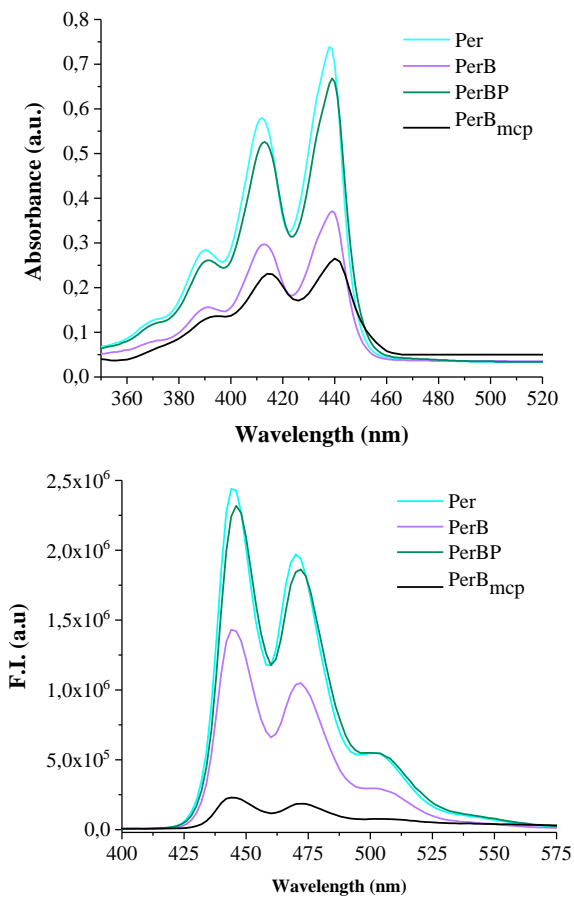 0,8
0,7
0,6
0,5
0,4
0,3
0,2
0,1
0,0
Absorbance (a.u.)
Per
PerB
PerBP
PerBmcp
360 380 400 420 440 460 480 500 520
Wavelength (nm)
2,5x10⁶
2,0x10⁶
1,5x10⁶
1,0x10⁶
5,0x10⁵
0,0
F.I. (a.u)
Per
PerB
PerBP
PerBmcp
400 425 450 475 500 525 550 575
Wavelength (nm)